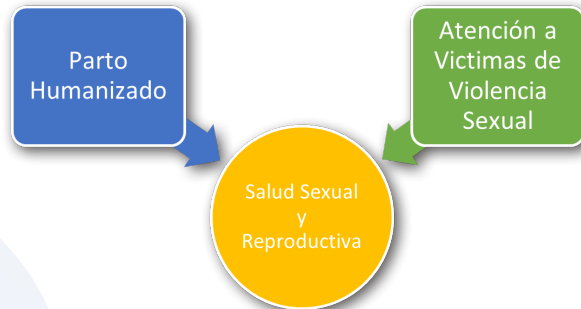 Parto
Humanizado
Atención a
Victimas de
Violencia
Sexual
Salud Sexual
y
Reproductiva